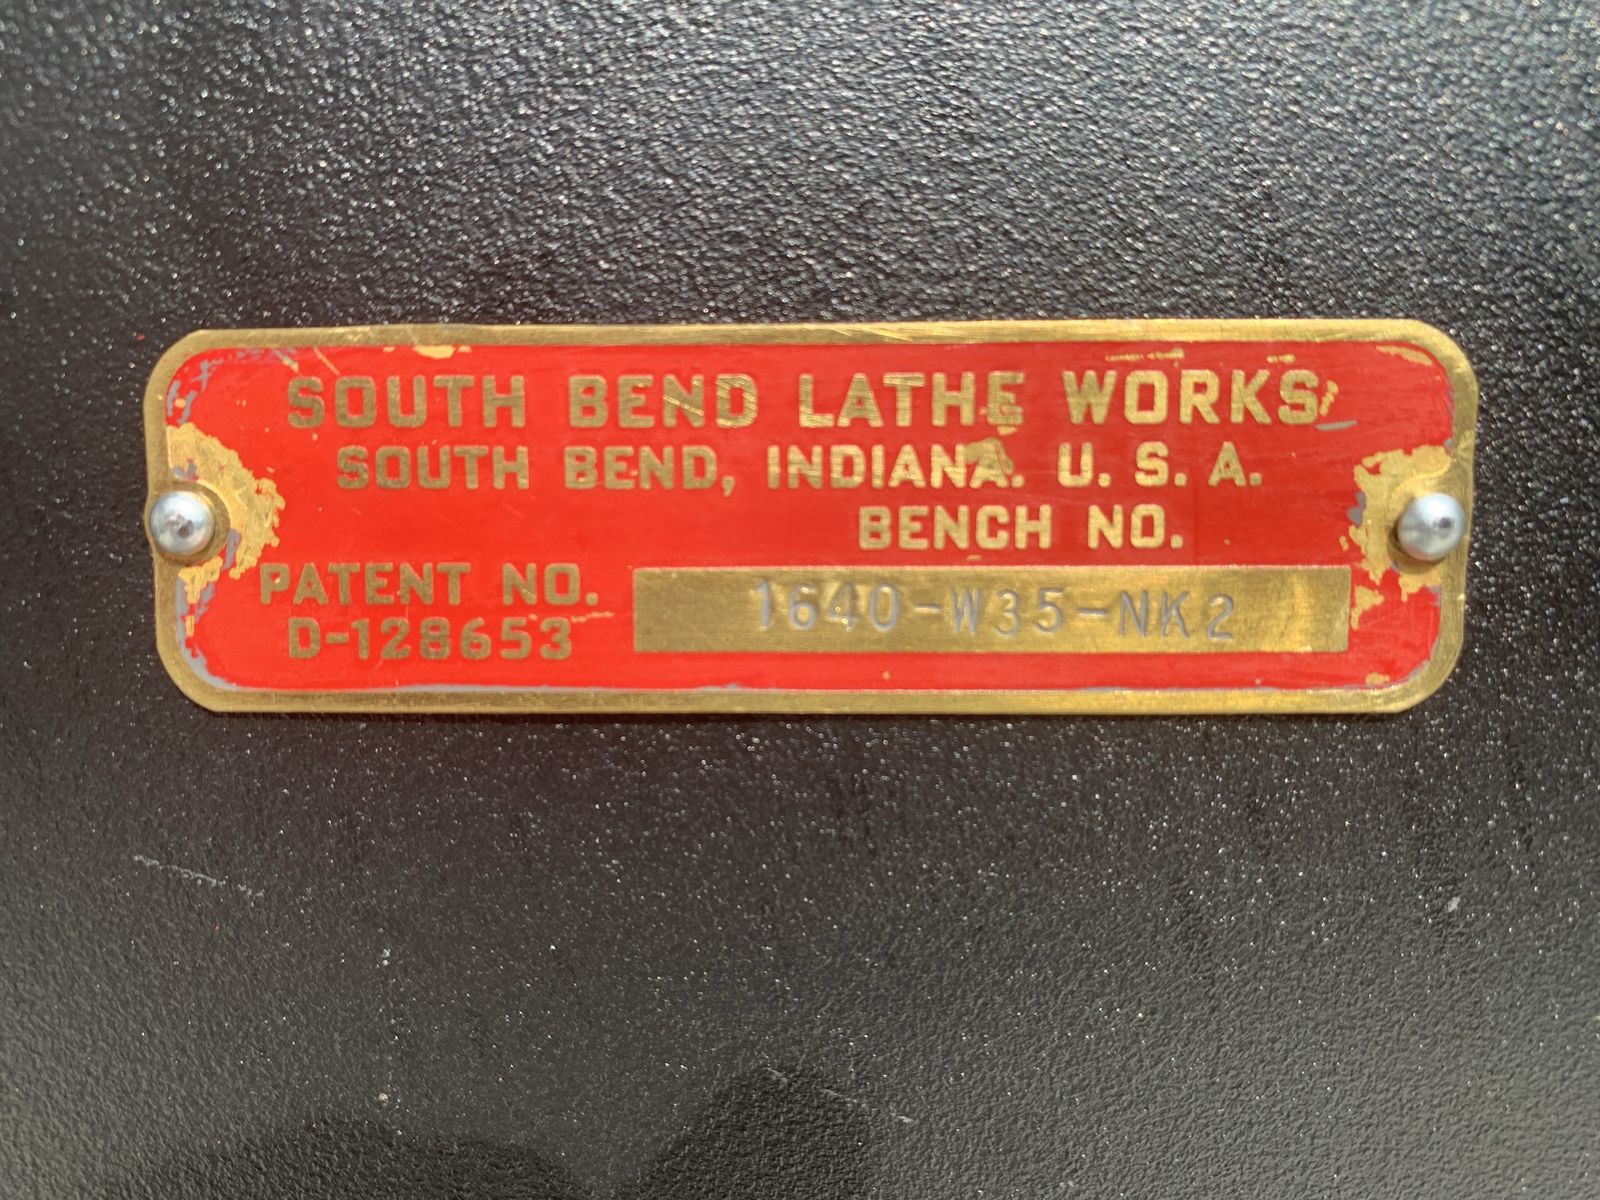 SOUTH BEND LATHE WORKS
SOUTH BEND, INDIANA. U. S. A.
BENCH NO.
PATENT NO.
D-128653
1640-W35-NK2